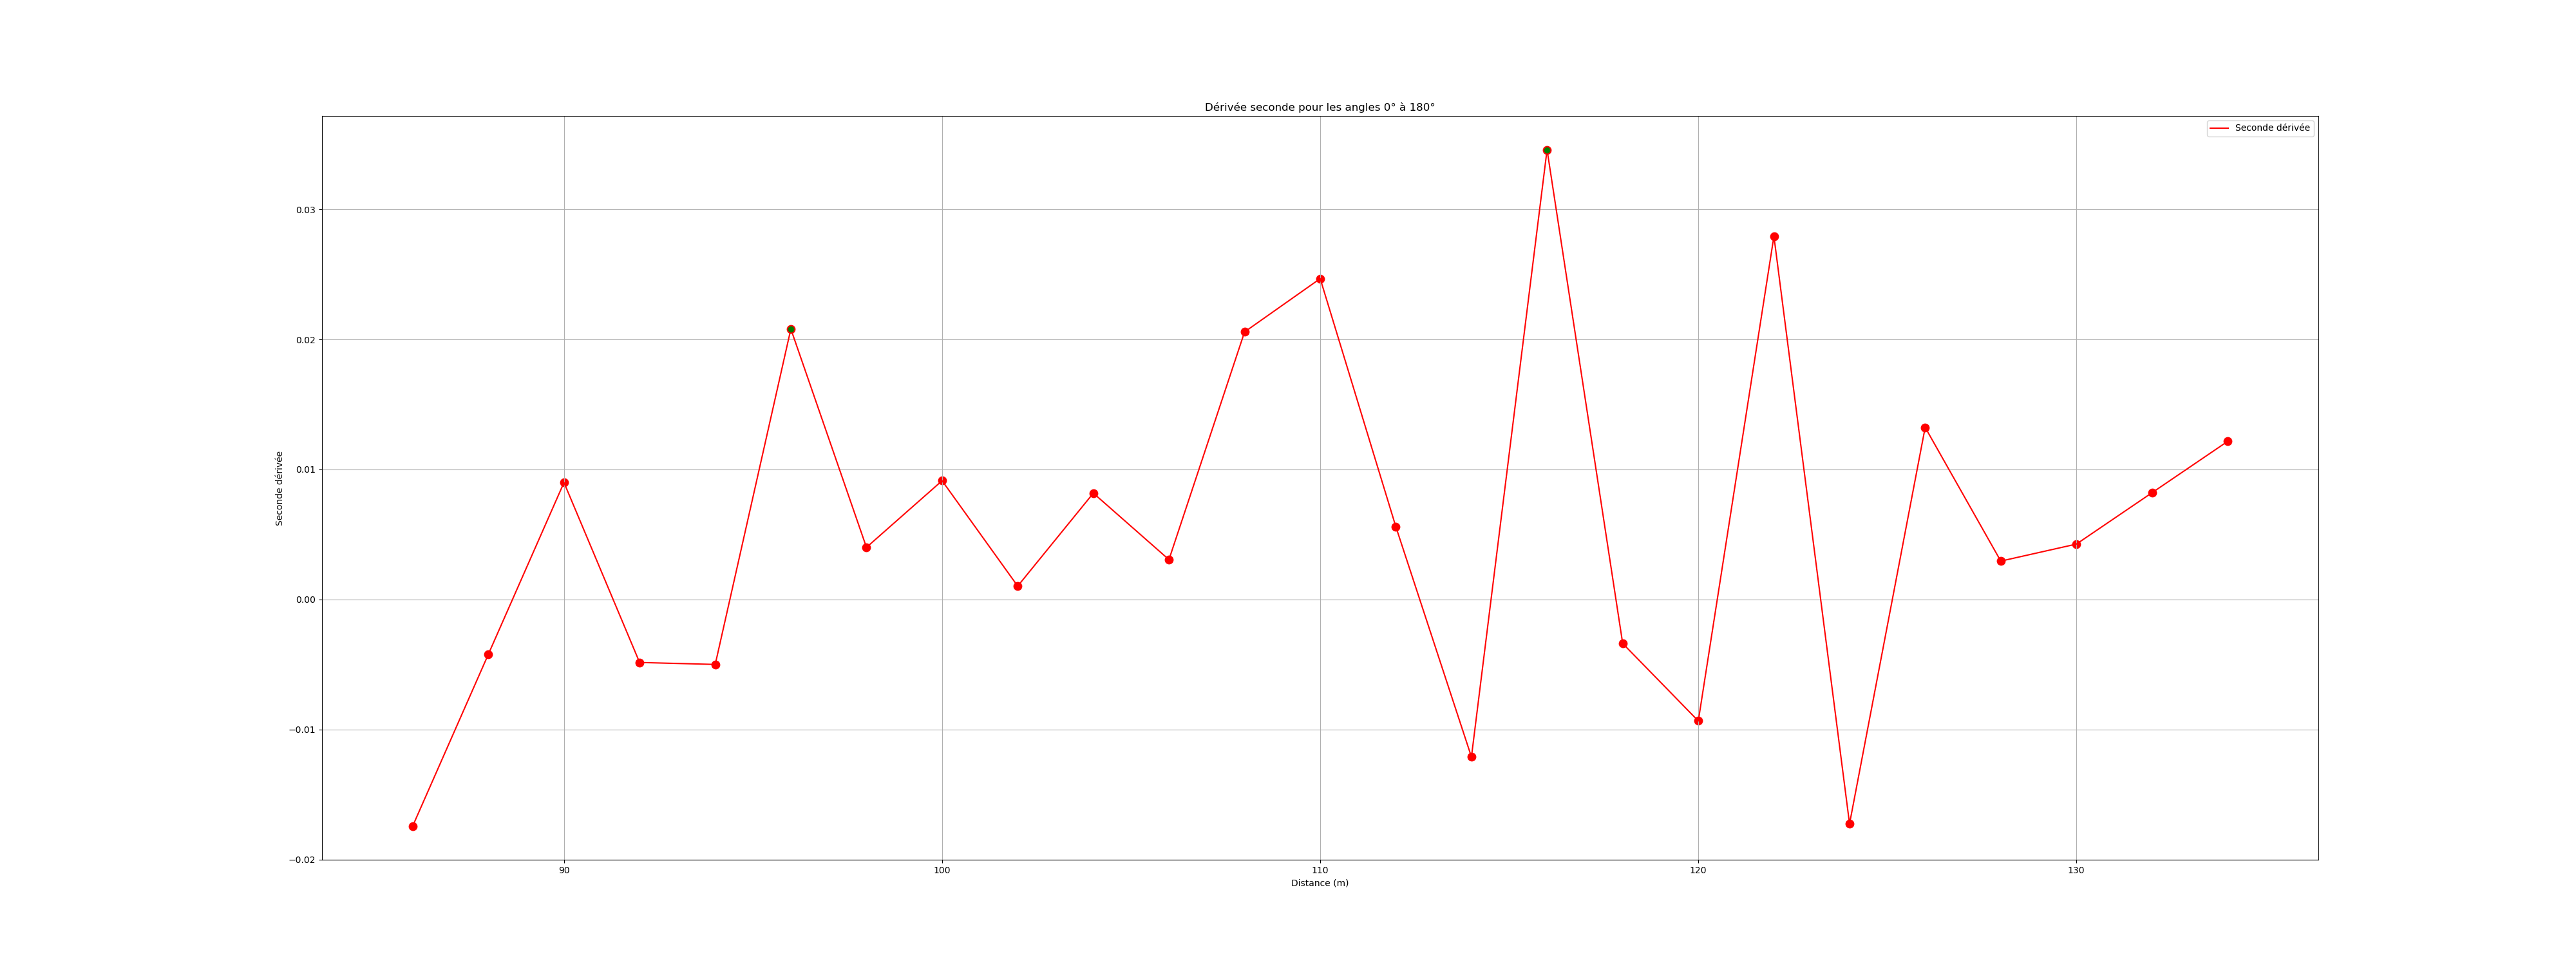 Dérivée seconde pour les angles 0° à 180°
Seconde dérivée
0.03
0.02
0.01
0.00
−0.01
−0.02
Seconde dérivée
90
100
110
120
130
Distance (m)